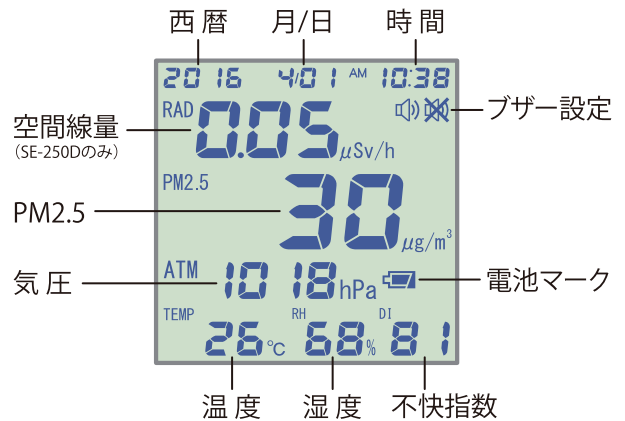 西暦 月/日 時間
2016 4/01 AM 10:38
RAD 0.05 μSv/h
ブザー設定
空間線量
（SE-250Dのみ）
PM2.5
PM2.5 30 μg/m³
気圧
ATM 1018 hPa
電池マーク
TEMP RH DI
26℃ 68% 81
温度 湿度 不快指数